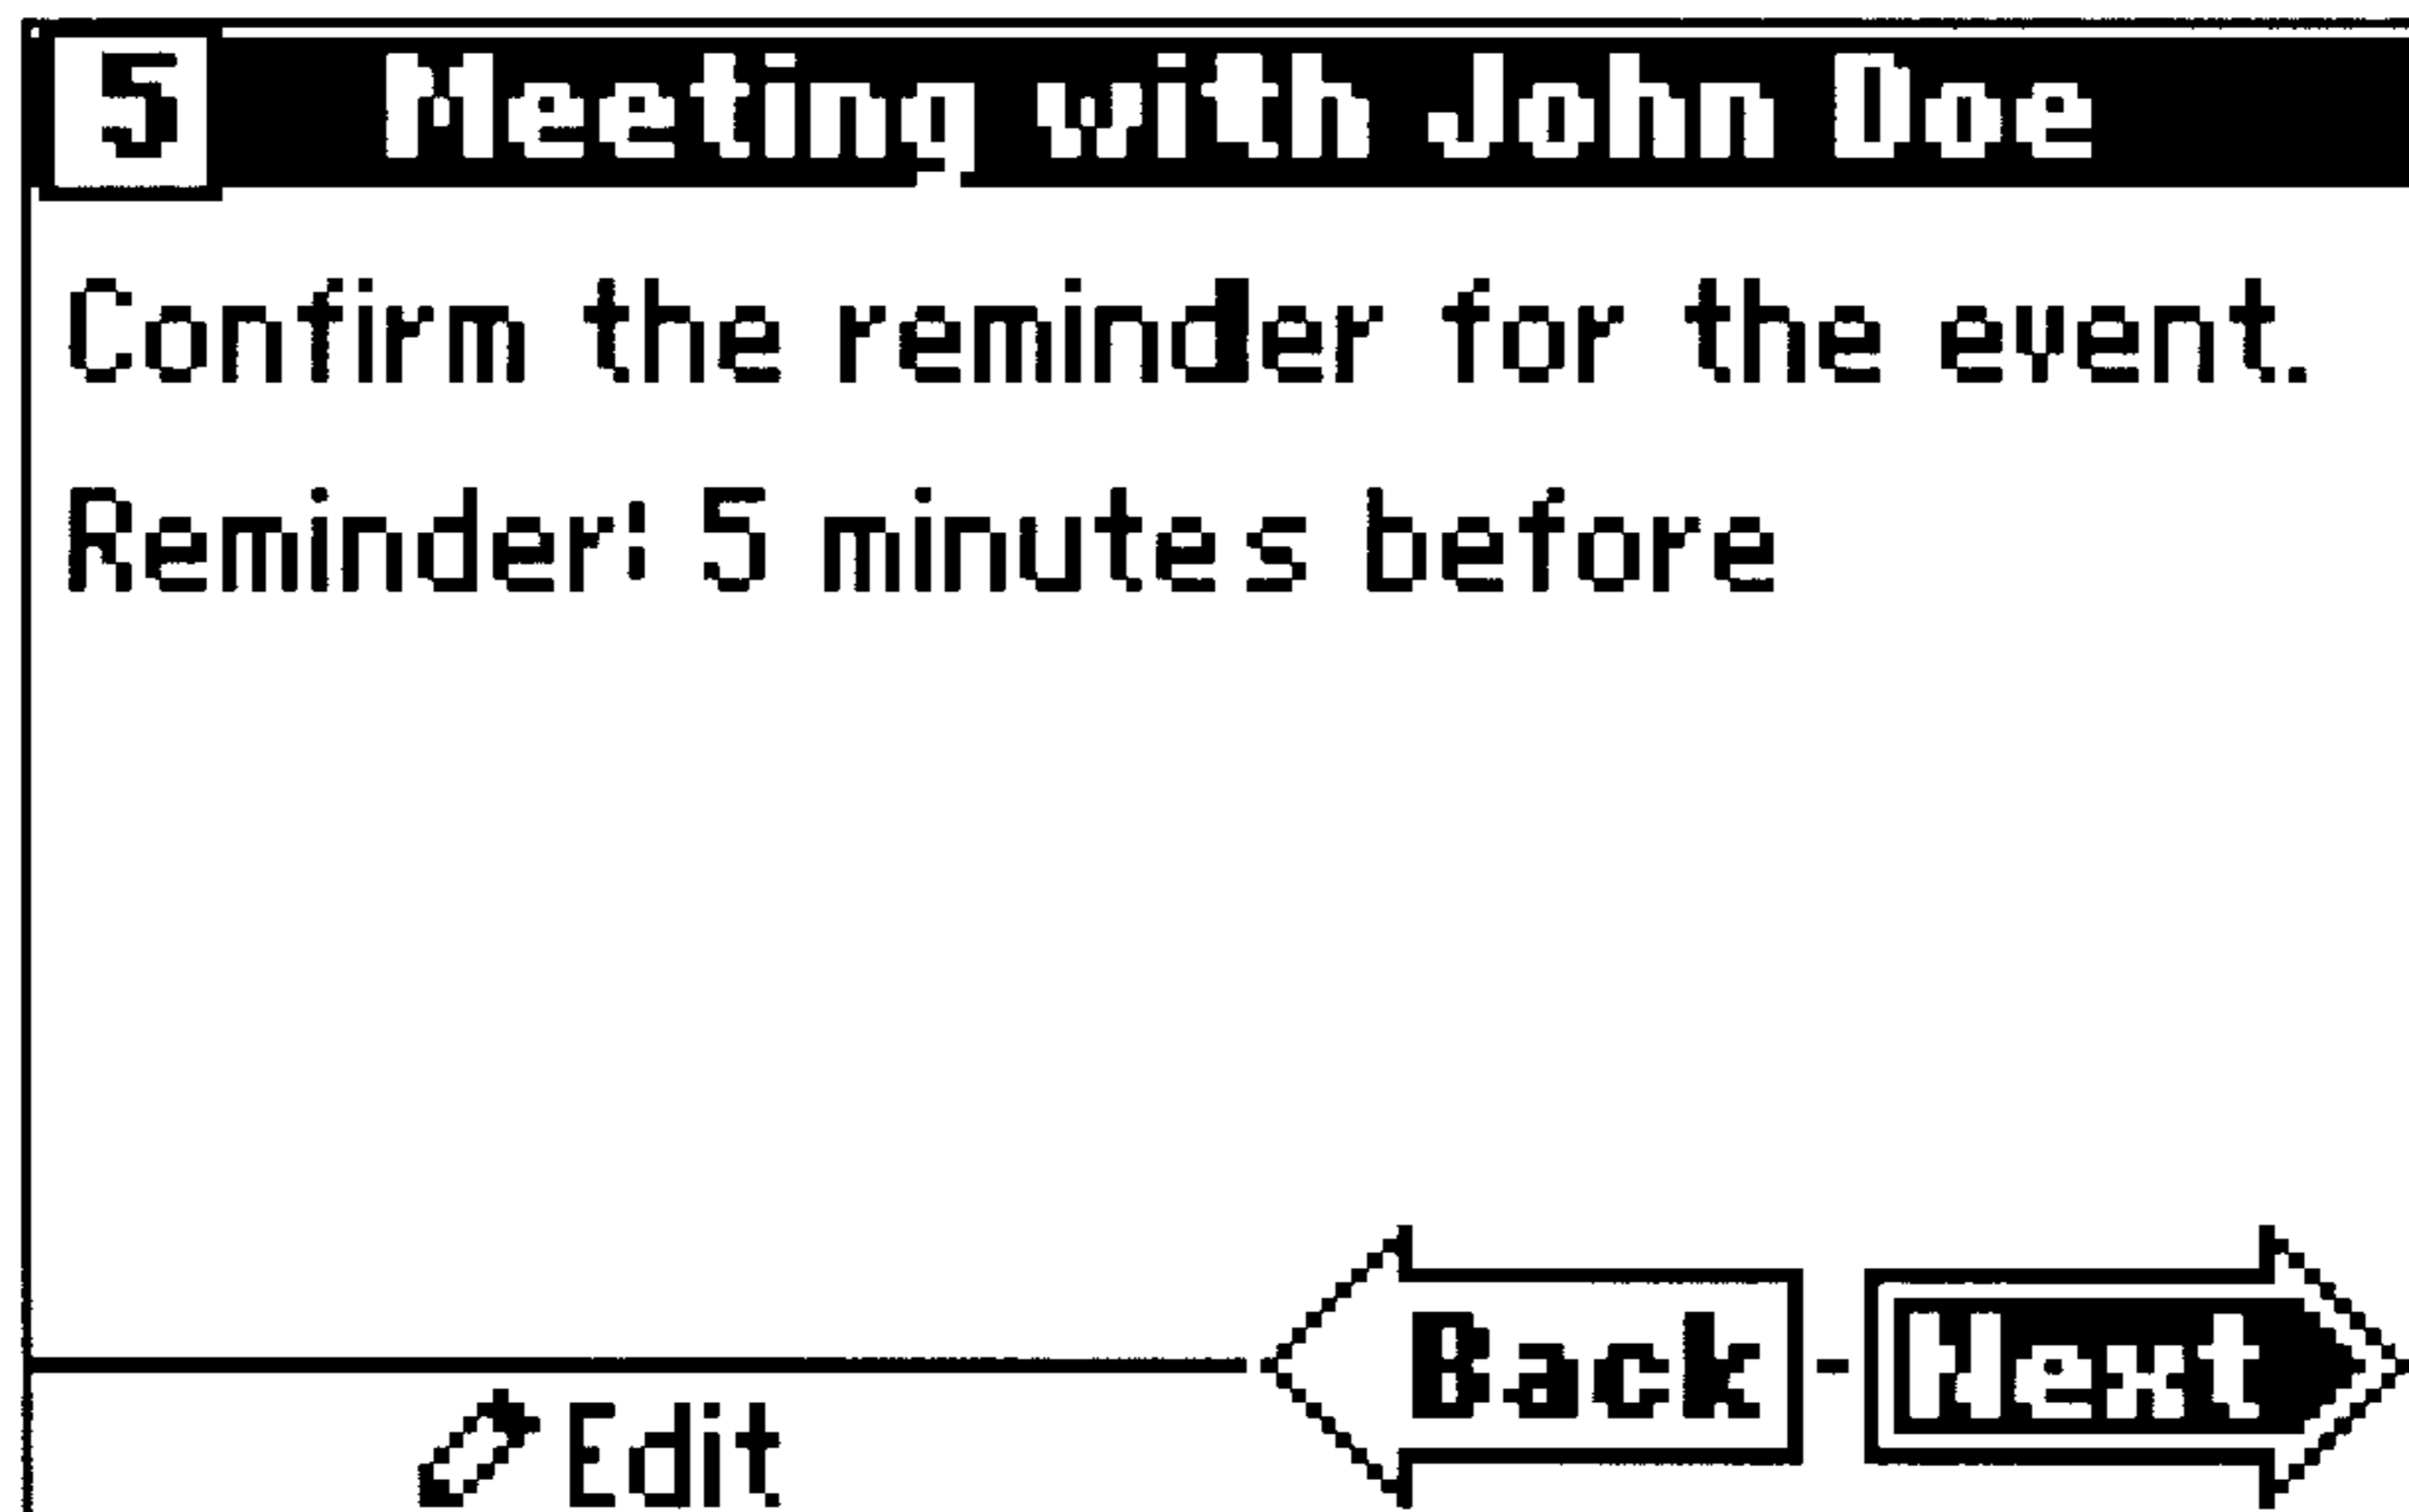 5 Meeting with John Doe
Confirm the reminder for the event.
Reminder: 5 minutes before
Back Next
Edit